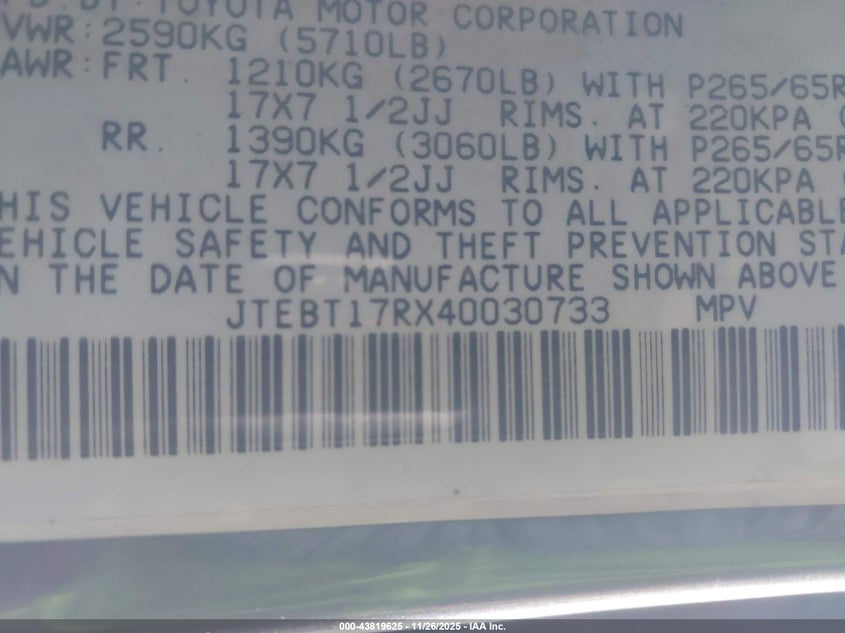 BY TOYOTA MOTOR CORPORATION
VWR: 2590KG (5710LB)
AWR: FRT. 1210KG (2670LB) WITH P265/65R
17X7 1/2JJ RIMS. AT 220KPA
RR. 1390KG (3060LB) WITH P265/65R
17X7 1/2JJ RIMS. AT 220KPA
HIS VEHICLE CONFORMS TO ALL APPLICABLE
EHICLE SAFETY AND THEFT PREVENTION STA
N THE DATE OF MANUFACTURE SHOWN ABOVE
JTEBT17RX40030733 MPV
000-43819625 - 11/26/2025 - IAA Inc.